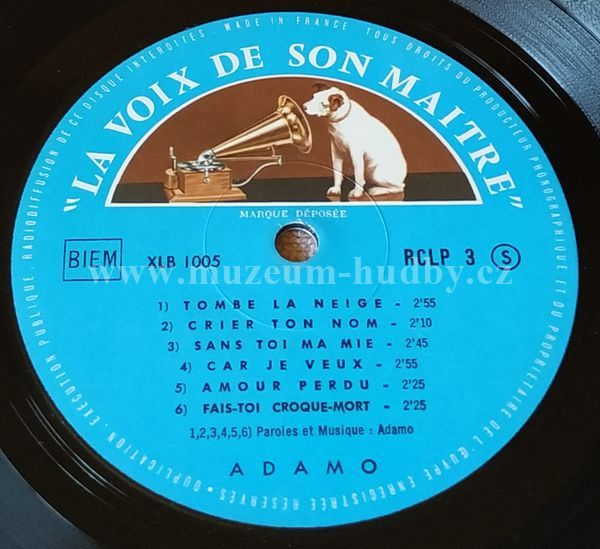 DUPLICATION • EXÉCUTION PUBLIQUE • RADIODIFFUSION DE CE DISQUE INTERDITES • MADE IN FRANCE • TOUS DROITS DU PRODUCTEUR PHONOGRAPHIQUE ET DU PROPRIÉTAIRE DE L'ŒUVRE ENREGISTRÉE RÉSERVÉS •
"LA VOIX DE SON MAITRE"
MARQUE DÉPOSÉE
BIEM XLB 1005 RCLP 3 S
www.muzeum-hudby.cz
1) TOMBE LA NEIGE - 2'55
2) CRIER TON NOM - 2'10
3) SANS TOI MA MIE - 2'45
4) CAR JE VEUX - 2'55
5) AMOUR PERDU - 2'25
6) FAIS-TOI CROQUE-MORT - 2'25
1,2,3,4,5,6) Paroles et Musique : Adamo
ADAMO